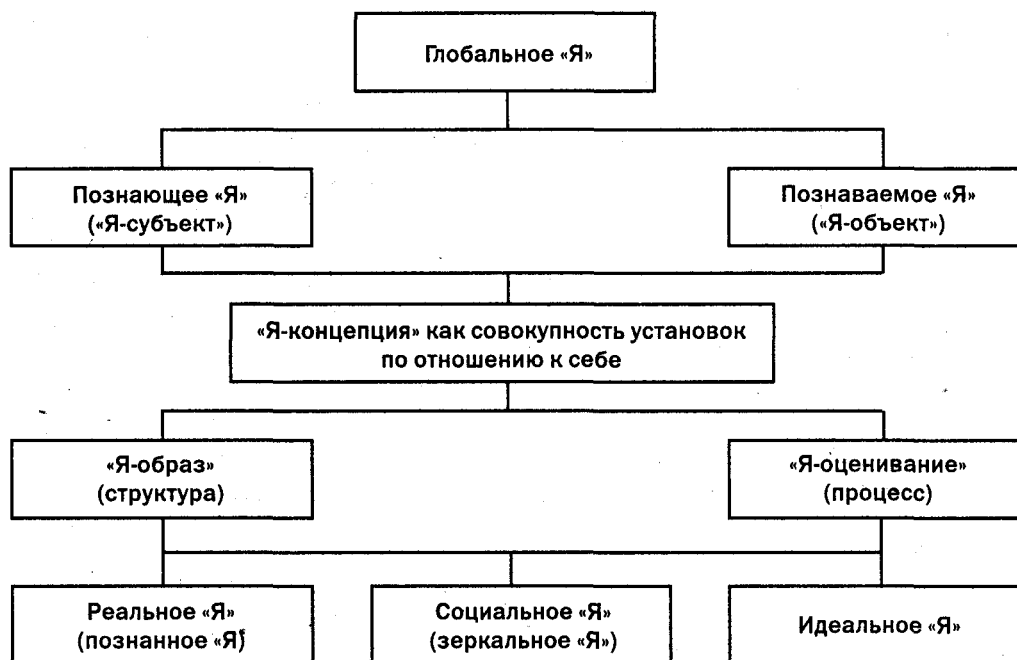 Глобальное «Я»
Познающее «Я»
(«Я-субъект»)
Познаваемое «Я»
(«Я-объект»)
«Я-концепция» как совокупность установок
по отношению к себе
«Я-образ»
(структура)
«Я-оценивание»
(процесс)
Реальное «Я»
(познанное «Я»)
Социальное «Я»
(зеркальное «Я»)
Идеальное «Я»